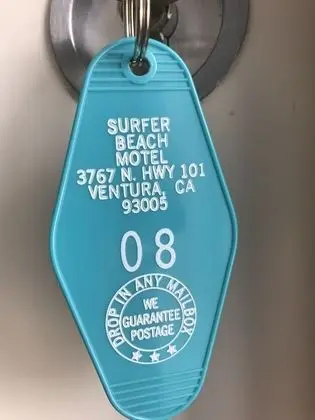 SURFER
BEACH
MOTEL
3767 N. HWY 101
VENTURA, CA
93005
08
DROP IN ANY MAILBOX
WE
GUARANTEE
POSTAGE